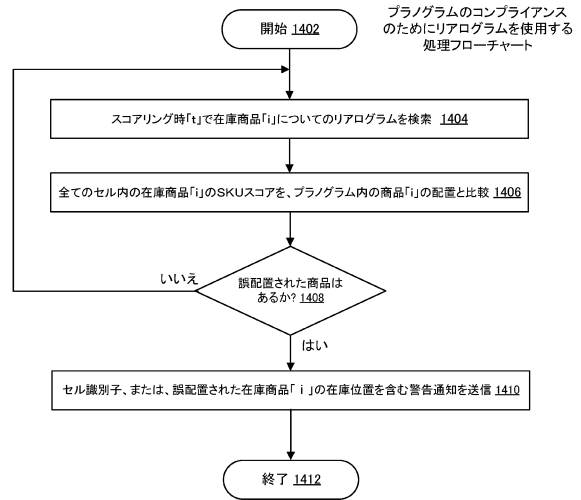 プラノグラムのコンプライアンス
のためにリアログラムを使用する
処理フローチャート
開始 1402
スコアリング時「t」で在庫商品「i」についてのリアログラムを検索 1404
全てのセル内の在庫商品「i」のSKUスコアを、プラノグラム内の商品「i」の配置と比較 1406
誤配置された商品は
あるか? 1408
いいえ
はい
セル識別子、または、誤配置された在庫商品「 i 」の在庫位置を含む警告通知を送信 1410
終了 1412